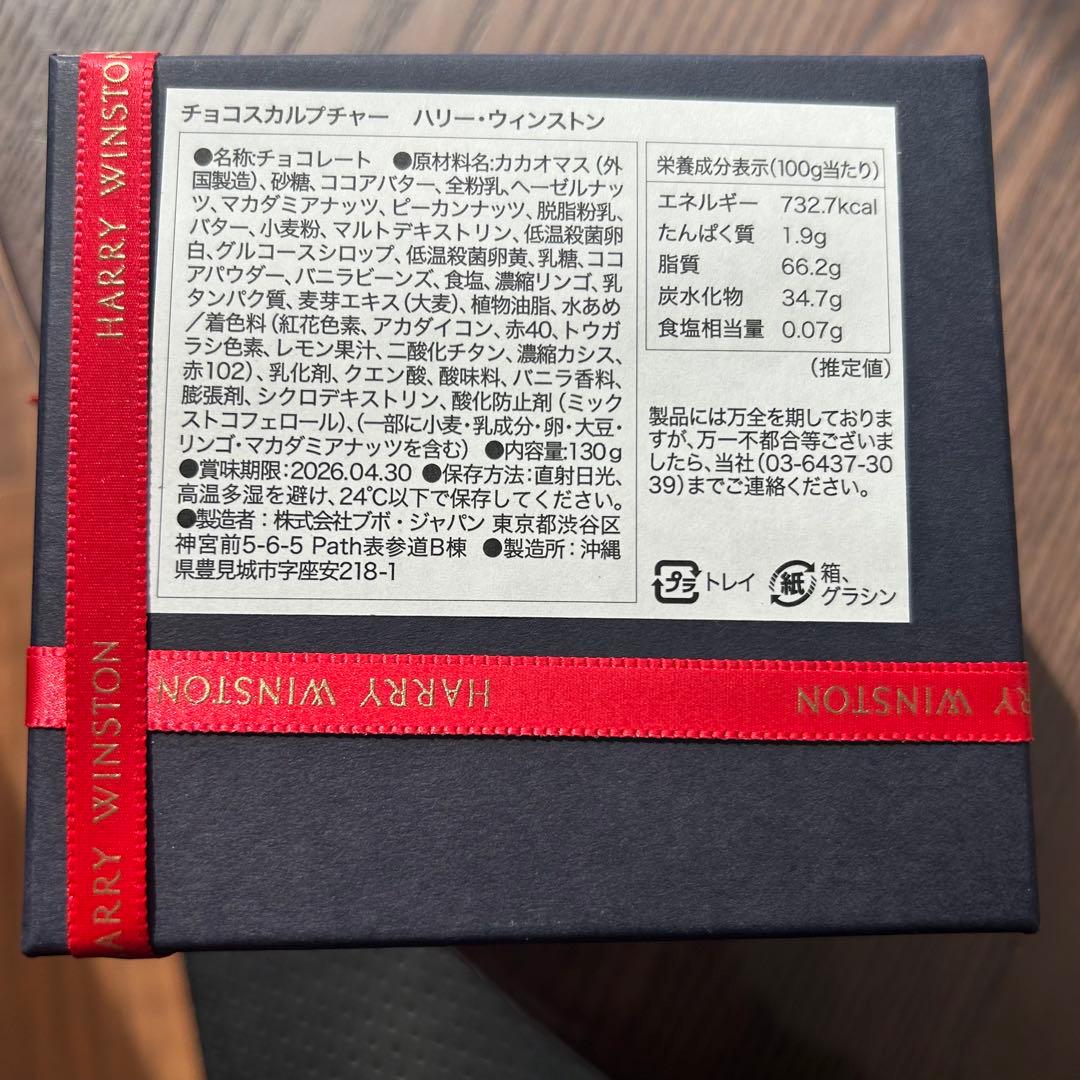 チョコスカルプチャー ハリー・ウィンストン
●名称:チョコレート ●原材料名:カカオマス(外
国製造)、砂糖、ココアバター、全粉乳、ヘーゼルナッ
ツ、マカダミアナッツ、ピーカンナッツ、脱脂粉乳、
バター、小麦粉、マルトデキストリン、低温殺菌卵
白、グルコースシロップ、低温殺菌卵黄、乳糖、ココ
アパウダー、バニラビーンズ、食塩、濃縮リンゴ、乳
タンパク質、麦芽エキス(大麦)、植物油脂、水あめ
/着色料(紅花色素、アカダイコン、赤40、トウガ
ラシ色素、レモン果汁、二酸化チタン、濃縮カシス、
赤102)、乳化剤、クエン酸、酸味料、バニラ香料、
膨張剤、シクロデキストリン、酸化防止剤(ミック
ストコフェロール)、(一部に小麦・乳成分・卵・大豆・
リンゴ・マカダミアナッツを含む) ●内容量:130g
●賞味期限:2026.04.30 ●保存方法:直射日光、
高温多湿を避け、24℃以下で保存してください。
●製造者:株式会社ブボ・ジャパン 東京都渋谷区
神宮前5-6-5 Path表参道B棟 ●製造所:沖縄
県豊見城市字座安218-1
栄養成分表示(100g当たり)
エネルギー 732.7kcal
たんぱく質 1.9g
脂質 66.2g
炭水化物 34.7g
食塩相当量 0.07g
(推定値)
製品には万全を期しておりま
すが、万一不都合等ございま
したら、当社(03-6437-30
39)までご連絡ください。
プラ トレイ 紙 箱、
グラシン
HARRY WINSTON
ARRY WINSTON
HARRY WINSTON
RY WINSTON